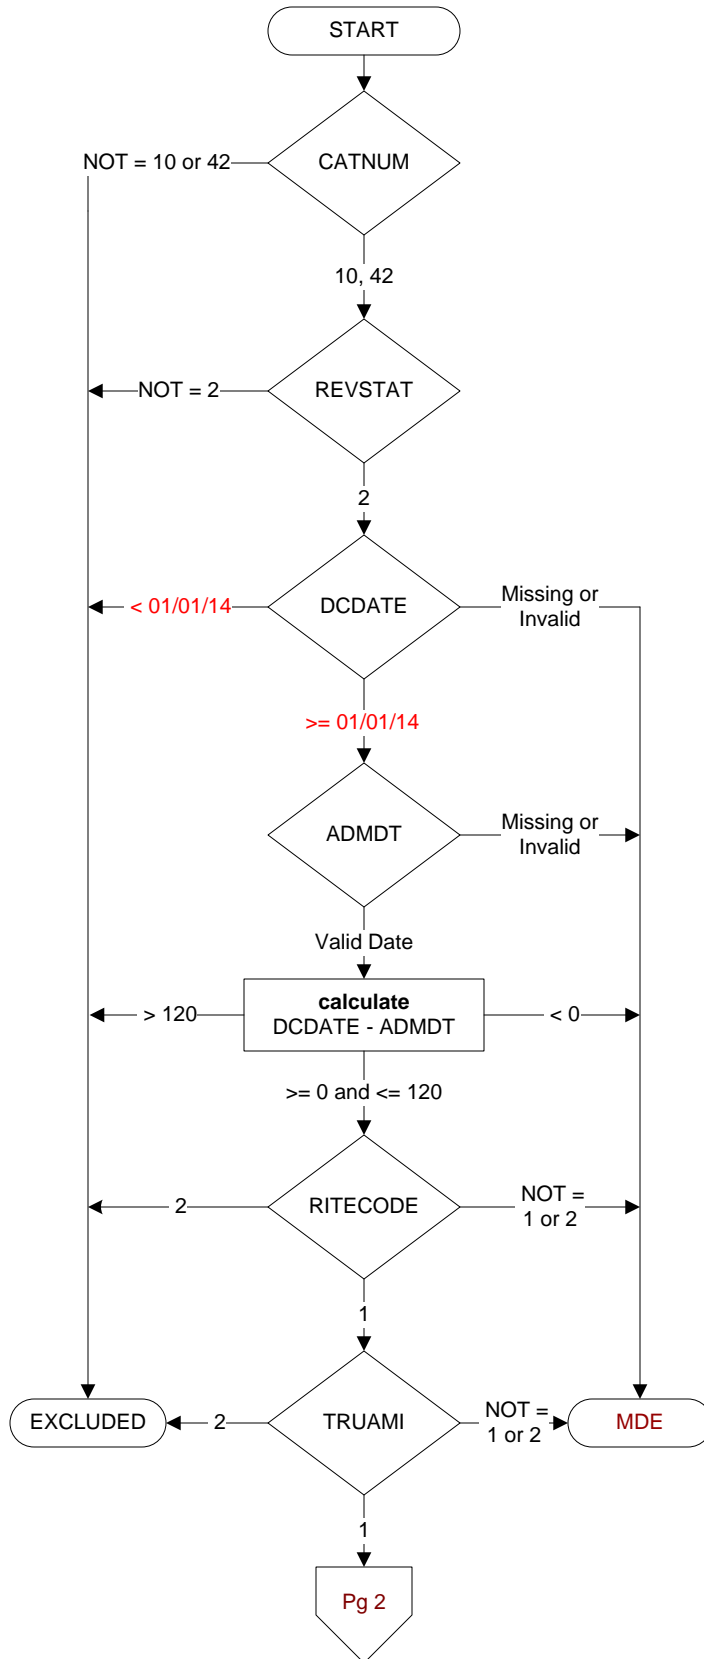 START
CATNUM
NOT = 10 or 42
10, 42
REVSTAT
NOT = 2
2
DCDATE
< 01/01/14
Missing or
Invalid
>= 01/01/14
ADMDT
Missing or
Invalid
Valid Date
calculate
DCDATE - ADMDT
> 120
< 0
>= 0 and <= 120
RITECODE
2
NOT =
1 or 2
1
TRUAMI
EXCLUDED
2
NOT =
1 or 2
MDE
1
Pg 2